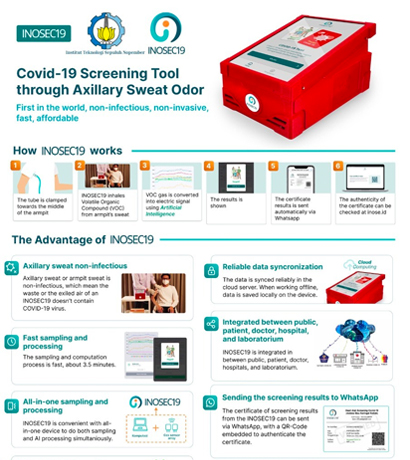 INOSEC19
Institut Teknologi Sepuluh Nopember
INOSEC19
Covid-19 Screening Tool
through Axillary Sweat Odor
First in the world, non-infectious, non-invasive,
fast, affordable
How INOSEC19 works
1
The tube is clamped
towards the middle
of the armpit
2
INOSEC19 inhales
Volatile Organic
Compound (VOC)
from armpit's sweat
3
VOC gas is converted
into electric signal
using Artificial
Intelligence
4
The results is
shown
5
The certificate
results is sent
automatically via
Whatsapp
6
The authenticity of
the certificate can be
checked at inose.id
The Advantage of INOSEC19
Axillary sweat non-infectious
Axillary sweat or armpit sweat is
non-infectious, which mean the
waste or the exiled air of an
INOSEC19 doesn't contain
COVID-19 virus.
Fast sampling and
processing
The sampling and computation
process is fast, about 3.5 minutes.
All-in-one sampling and
processing
INOSEC19 is convenient with all-
in-one device to do both sampling
and AI processing simultaniously.
INOSEC19
Reliable data syncronization
The data is synced reliably in the
cloud server. When working offline,
data is saved locally on the device.
Cloud
Computing
Integrated between public,
patient, doctor, hospital,
and laboratorium
INOSEC19 is integrated in
between public, patient, doctor,
hospitals, and laboratorium.
Sending the screening results to WhatsApp
The certificate of screening results
from the INOSEC19 can be sent
via WhatsApp, with a QR-Code
embedded to authenticate the
certificate.